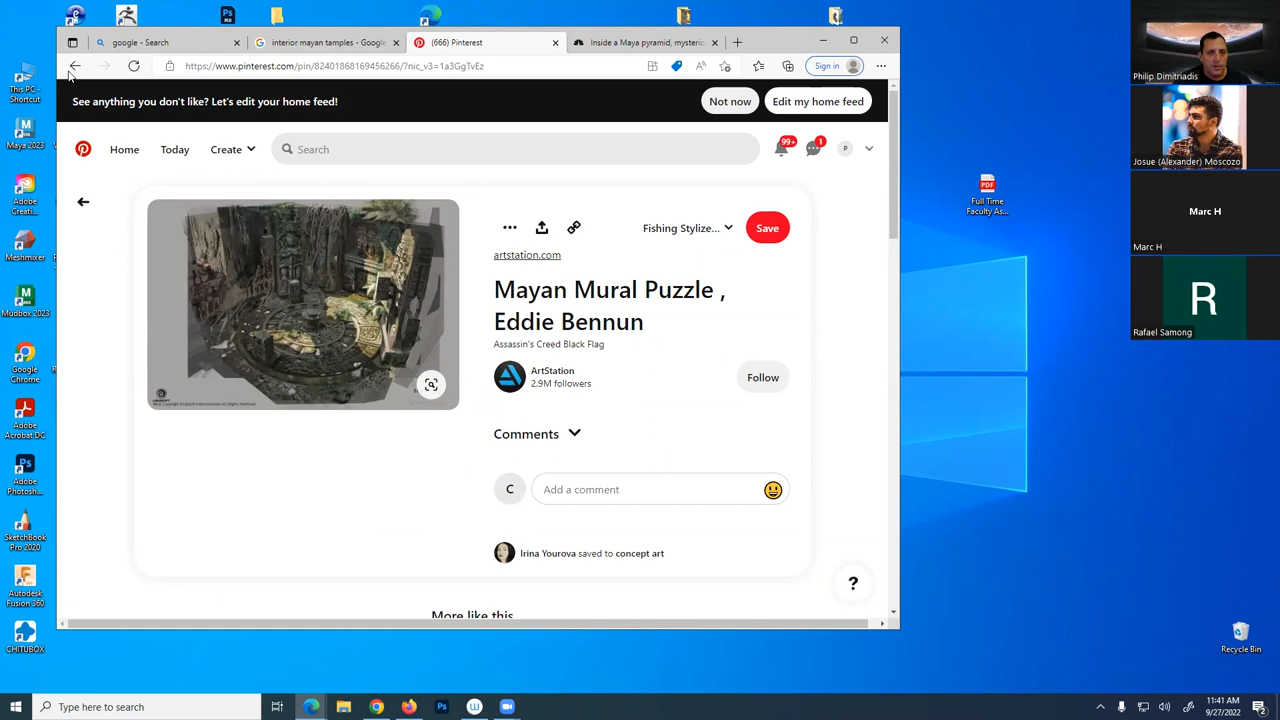 google - Search
interior mayan tamples - Google
(666) Pinterest
Inside a Maya pyramid, mysterio
https://www.pinterest.com/pin/82401868169456266/?nic_v3=1a3GgTvEz
Sign in
See anything you don't like? Let's edit your home feed!
Not now
Edit my home feed
Home
Today
Create
Search
99+
1
P
Fishing Stylize...
Save
artstation.com
Mayan Mural Puzzle ,
Eddie Bennun
Assassin's Creed Black Flag
ArtStation
2.9M followers
Follow
Comments
C
Add a comment
Irina Yourova saved to concept art
?
More like this
This PC -
Shortcut
Maya 2023
Adobe
Creati...
Meshmixer
Mudbox 2023
Google
Chrome
Adobe
Acrobat DC
Adobe
Photosh...
SketchBook
Pro 2020
Autodesk
Fusion 360
CHITUBOX
PDF
Full Time
Faculty As...
Philip Dimitriadis
Josue (Alexander) Moscozo
Marc H
Marc H
R
Rafael Samong
Recycle Bin
Type here to search
11:41 AM
9/27/2022
2